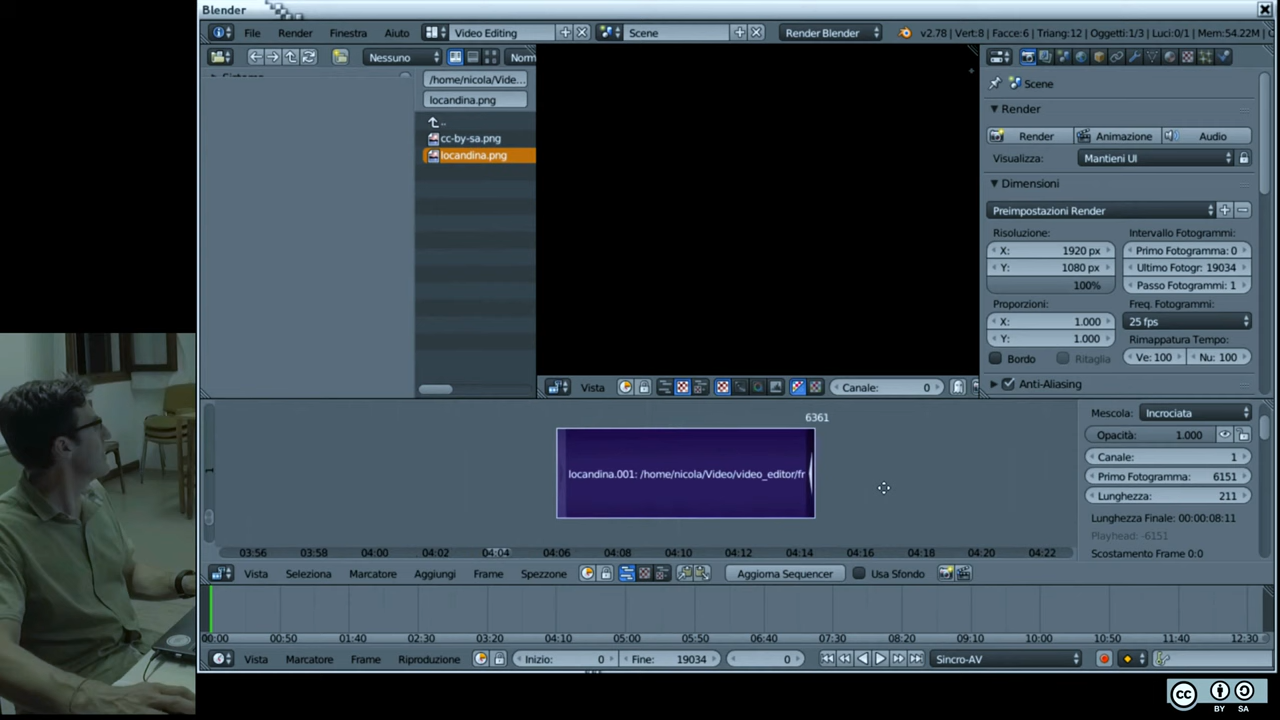 Blender
File Render Finestra Aiuto Video Editing Scene Render Blender v2.78 | Vert:8 | Facce:6 | Triang:12 | Oggetti:1/3 | Luci:0/1 | Mem:54.22M
Nessuno Norm
/home/nicola/Vide...
locandina.png
..
cc-by-sa.png
locandina.png
Vista Canale: 0
Scene
Render
Render Animazione Audio
Visualizza: Mantieni UI
Dimensioni
Preimpostazioni Render
Risoluzione: Intervallo Fotogrammi:
X: 1920 px Primo Fotogramma: 0
Y: 1080 px Ultimo Fotogr: 19034
100% Passo Fotogrammi: 1
Proporzioni: Freq. Fotogrammi:
X: 1.000 25 fps
Y: 1.000 Rimappatura Tempo:
Bordo Ritaglia Ve: 100 Nu: 100
Anti-Aliasing
6361
locandina.001: /home/nicola/Video/video_editor/fr
1
03:56 03:58 04:00 04:02 04:04 04:06 04:08 04:10 04:12 04:14 04:16 04:18 04:20 04:22
Mescola: Incrociata
Opacità: 1.000
Canale: 1
Primo Fotogramma: 6151
Lunghezza: 211
Lunghezza Finale: 00:00:08:11
Playhead: -6151
Scostamento Frame 0:0
Vista Seleziona Marcatore Aggiungi Frame Spezzone Aggiorna Sequencer Usa Sfondo
00:00 00:50 01:40 02:30 03:20 04:10 05:00 05:50 06:40 07:30 08:20 09:10 10:00 10:50 11:40 12:30
Vista Marcatore Frame Riproduzione Inizio: 0 Fine: 19034 0 Sincro-AV
cc BY SA